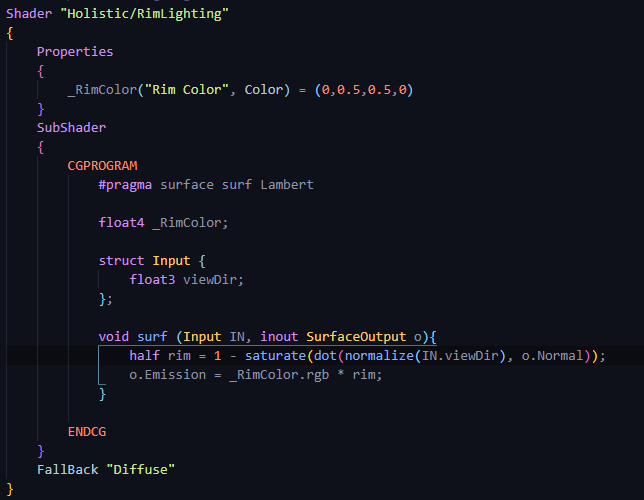 Shader "Holistic/RimLighting"
{
    Properties
    {
        _RimColor("Rim Color", Color) = (0,0.5,0.5,0)
    }
    SubShader
    {
        CGPROGRAM
            #pragma surface surf Lambert

            float4 _RimColor;

            struct Input {
                float3 viewDir;
            };

            void surf (Input IN, inout SurfaceOutput o){
                half rim = 1 - saturate(dot(normalize(IN.viewDir), o.Normal));
                o.Emission = _RimColor.rgb * rim;
            }

        ENDCG
    }
    FallBack "Diffuse"
}